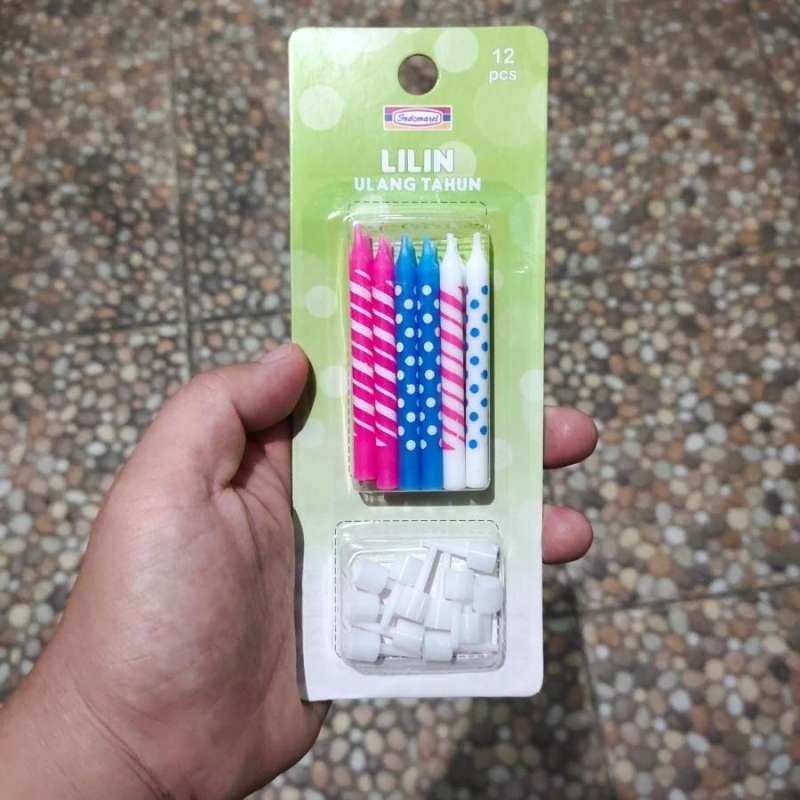 12
pcs
Indomaret
LILIN
ULANG TAHUN